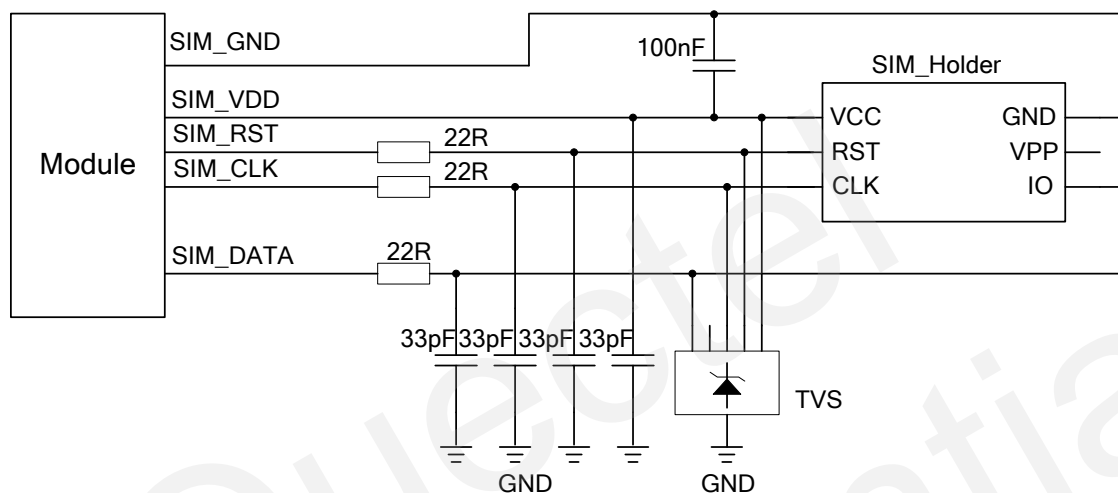 SIM_GND
100nF
SIM_Holder
SIM_VDD
VCC
GND
SIM_RST
22R
RST
VPP
Module
SIM_CLK
22R
CLK
IO
SIM_DATA
22R
33pF
33pF
33pF
33pF
TVS
GND
GND
Quectel